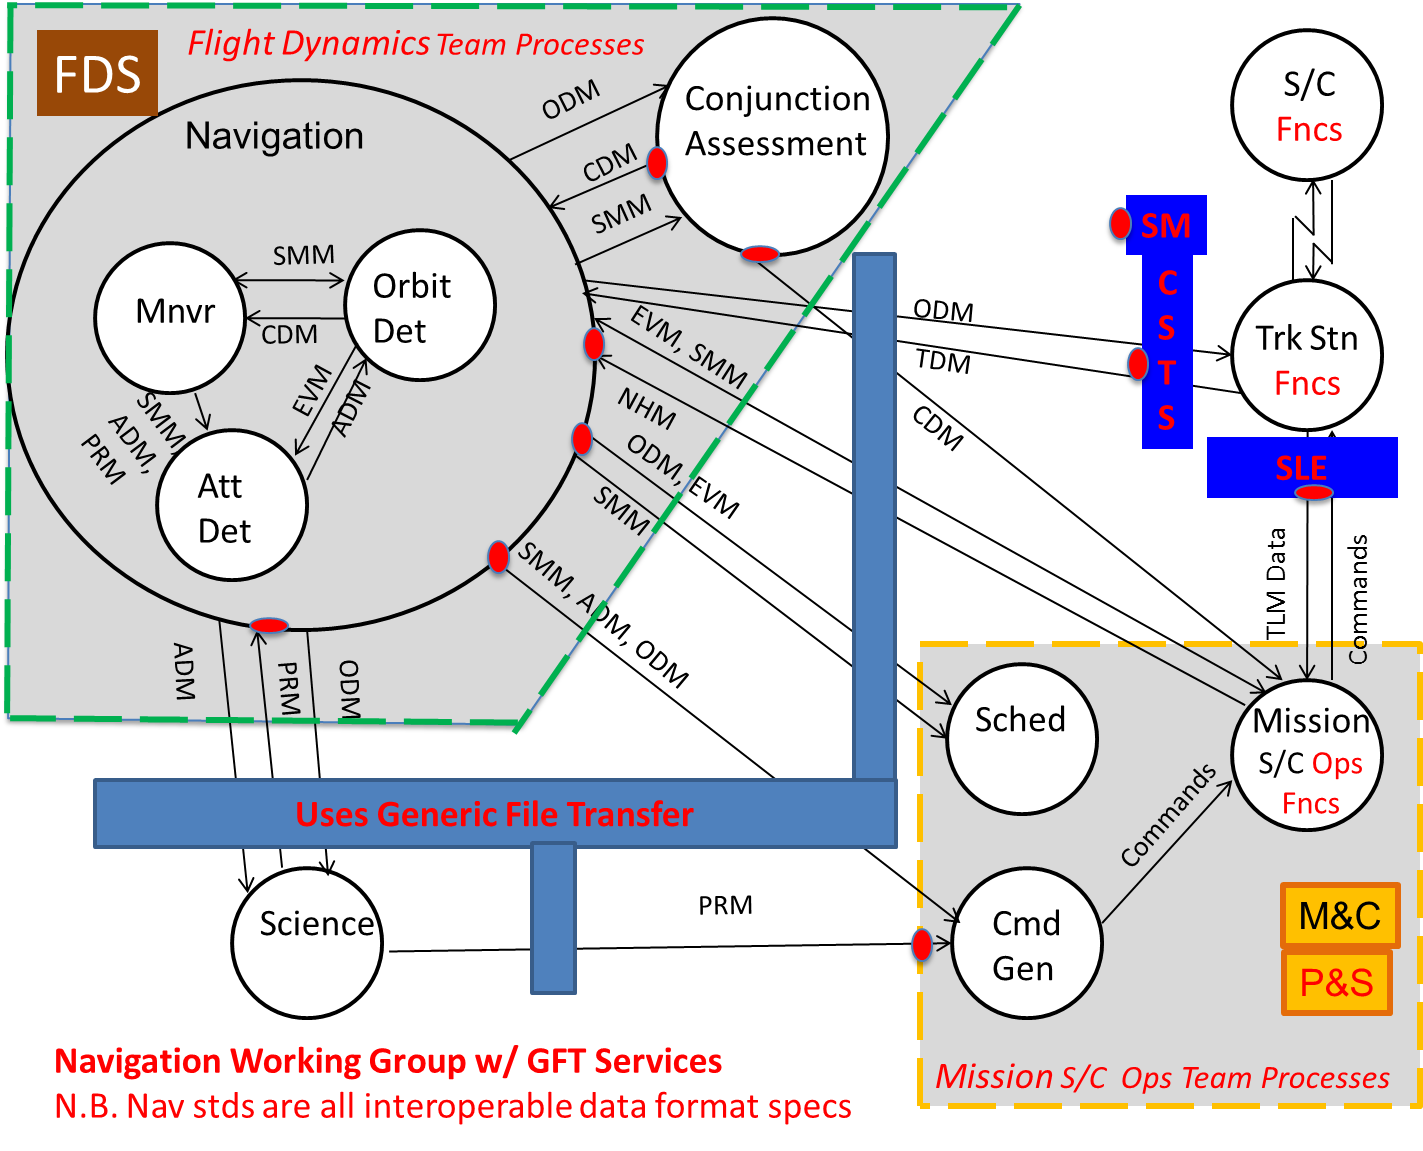 Flight Dynamics Team Processes
FDS
Navigation
ODM
CDM
SMM
Conjunction
Assessment
S/C
Fncs
SM
C
S
T
S
SMM
CDM
Mnvr
Orbit
Det
EVM
ADM
SMM,
ADM,
PRM
Att
Det
ODM
TDM
Trk Stn
Fncs
EVM, SMM
NHM
CDM
ODM, EVM
SMM
SMM, ADM, ODM
SLE
TLM Data
Commands
ADM
PRM
ODM
Sched
Mission
S/C Ops
Fncs
Commands
Uses Generic File Transfer
Science
PRM
Cmd
Gen
M&C
P&S
Mission S/C Ops Team Processes
Navigation Working Group w/ GFT Services
N.B. Nav stds are all interoperable data format specs